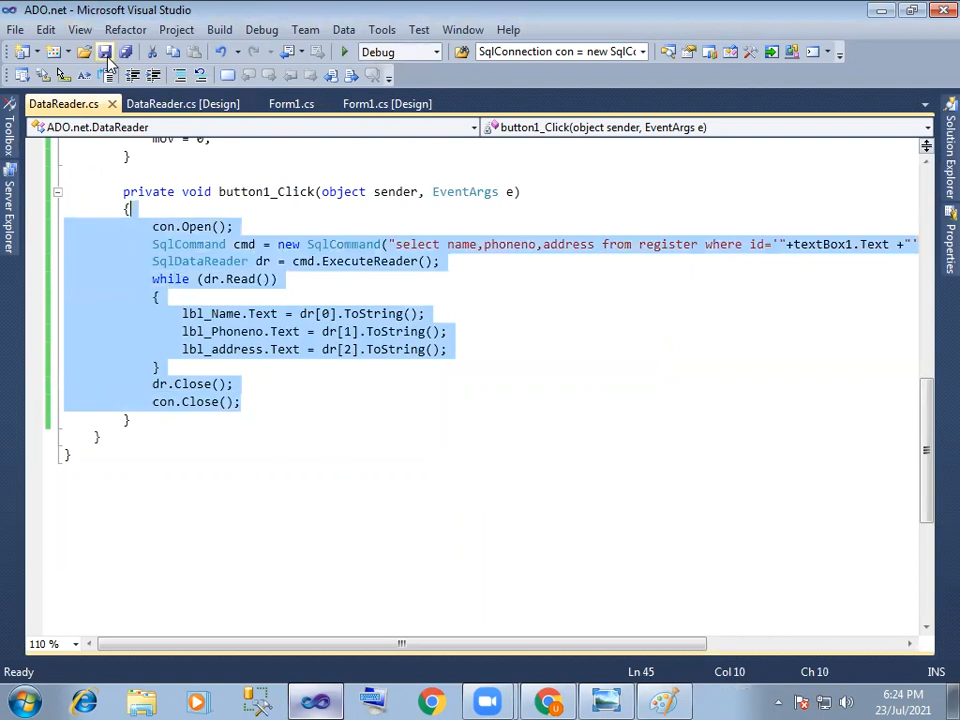 ADO.net - Microsoft Visual Studio
File Edit View Refactor Project Build Debug Team Data Tools Test Window Help
Debug SqlConnection con = new SqlCc
DataReader.cs DataReader.cs [Design] Form1.cs Form1.cs [Design]
ADO.net.DataReader button1_Click(object sender, EventArgs e)
Toolbox
Server Explorer
Solution Explorer
Properties
mov = 0;
}
private void button1_Click(object sender, EventArgs e)
{
con.Open();
SqlCommand cmd = new SqlCommand("select name,phoneno,address from register where id='"+textBox1.Text +"'
SqlDataReader dr = cmd.ExecuteReader();
while (dr.Read())
{
lbl_Name.Text = dr[0].ToString();
lbl_Phoneno.Text = dr[1].ToString();
lbl_address.Text = dr[2].ToString();
}
dr.Close();
con.Close();
}
}
}
110 %
Ready Ln 45 Col 10 Ch 10 INS
6:24 PM
23/Jul/2021